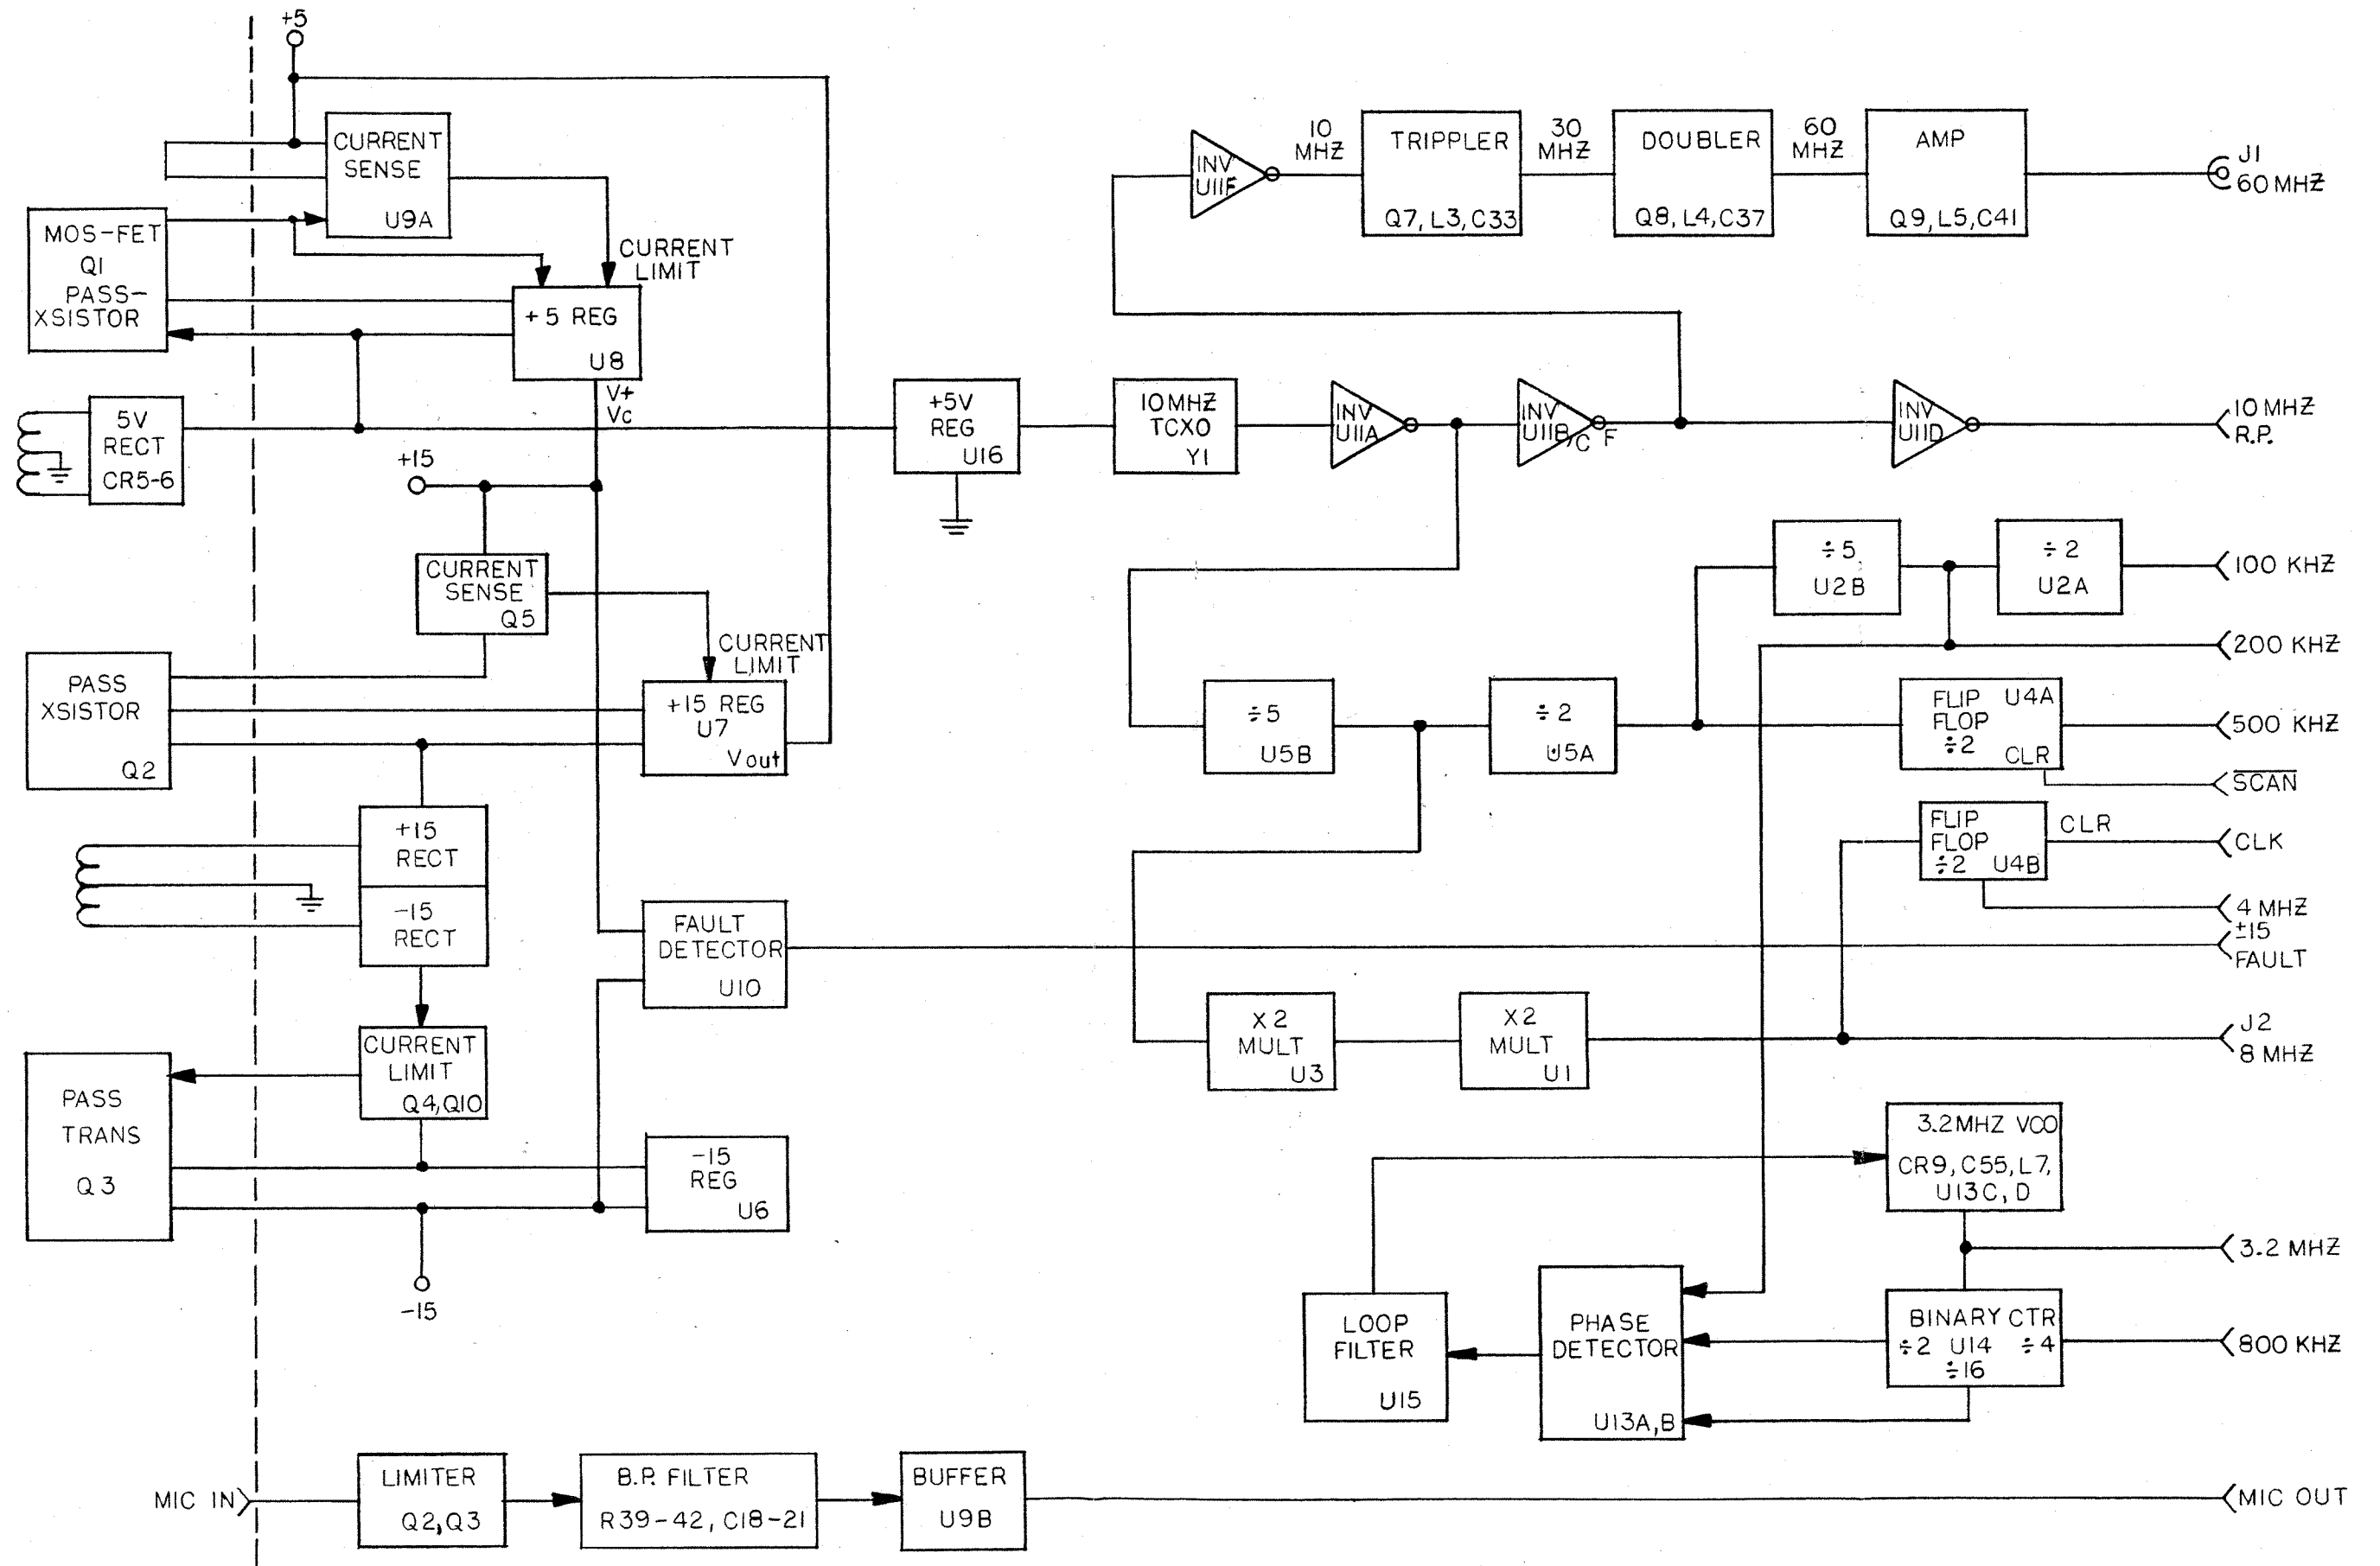 +5
CURRENT
SENSE
U9A
MOS-FET
Q1
PASS-
XSISTOR
CURRENT
LIMIT
+5 REG
U8
V+
Vc
5V
RECT
CR5-6
+15
CURRENT
SENSE
Q5
CURRENT
LIMIT
PASS
XSISTOR
Q2
+15 REG
U7
Vout
+15
RECT
-15
RECT
FAULT
DETECTOR
U10
CURRENT
LIMIT
Q4,Q10
PASS
TRANS
Q3
-15
REG
U6
-15
MIC IN
LIMITER
Q2,Q3
B.P. FILTER
R39-42, C18-21
BUFFER
U9B
MIC OUT
INV
U11F
10
MHZ
TRIPPLER
Q7, L3, C33
30
MHZ
DOUBLER
Q8, L4, C37
60
MHZ
AMP
Q9, L5, C41
J1
60 MHZ
+5V
REG
U16
10MHZ
TCXO
Y1
INV
U11A
INV
U11B,C F
INV
U11D
10 MHZ
R.P.
÷5
U2B
÷2
U2A
100 KHZ
200 KHZ
÷5
U5B
÷2
U5A
FLIP U4A
FLOP
÷2
CLR
500 KHZ
SCAN
FLIP
FLOP
÷2 U4B
CLR
CLK
4 MHZ
±15
FAULT
X2
MULT
U3
X2
MULT
U1
J2
8 MHZ
3.2MHZ VCO
CR9, C55, L7,
U13C, D
3.2 MHZ
LOOP
FILTER
U15
PHASE
DETECTOR
U13A,B
BINARY CTR
÷2 U14 ÷4
÷16
800 KHZ